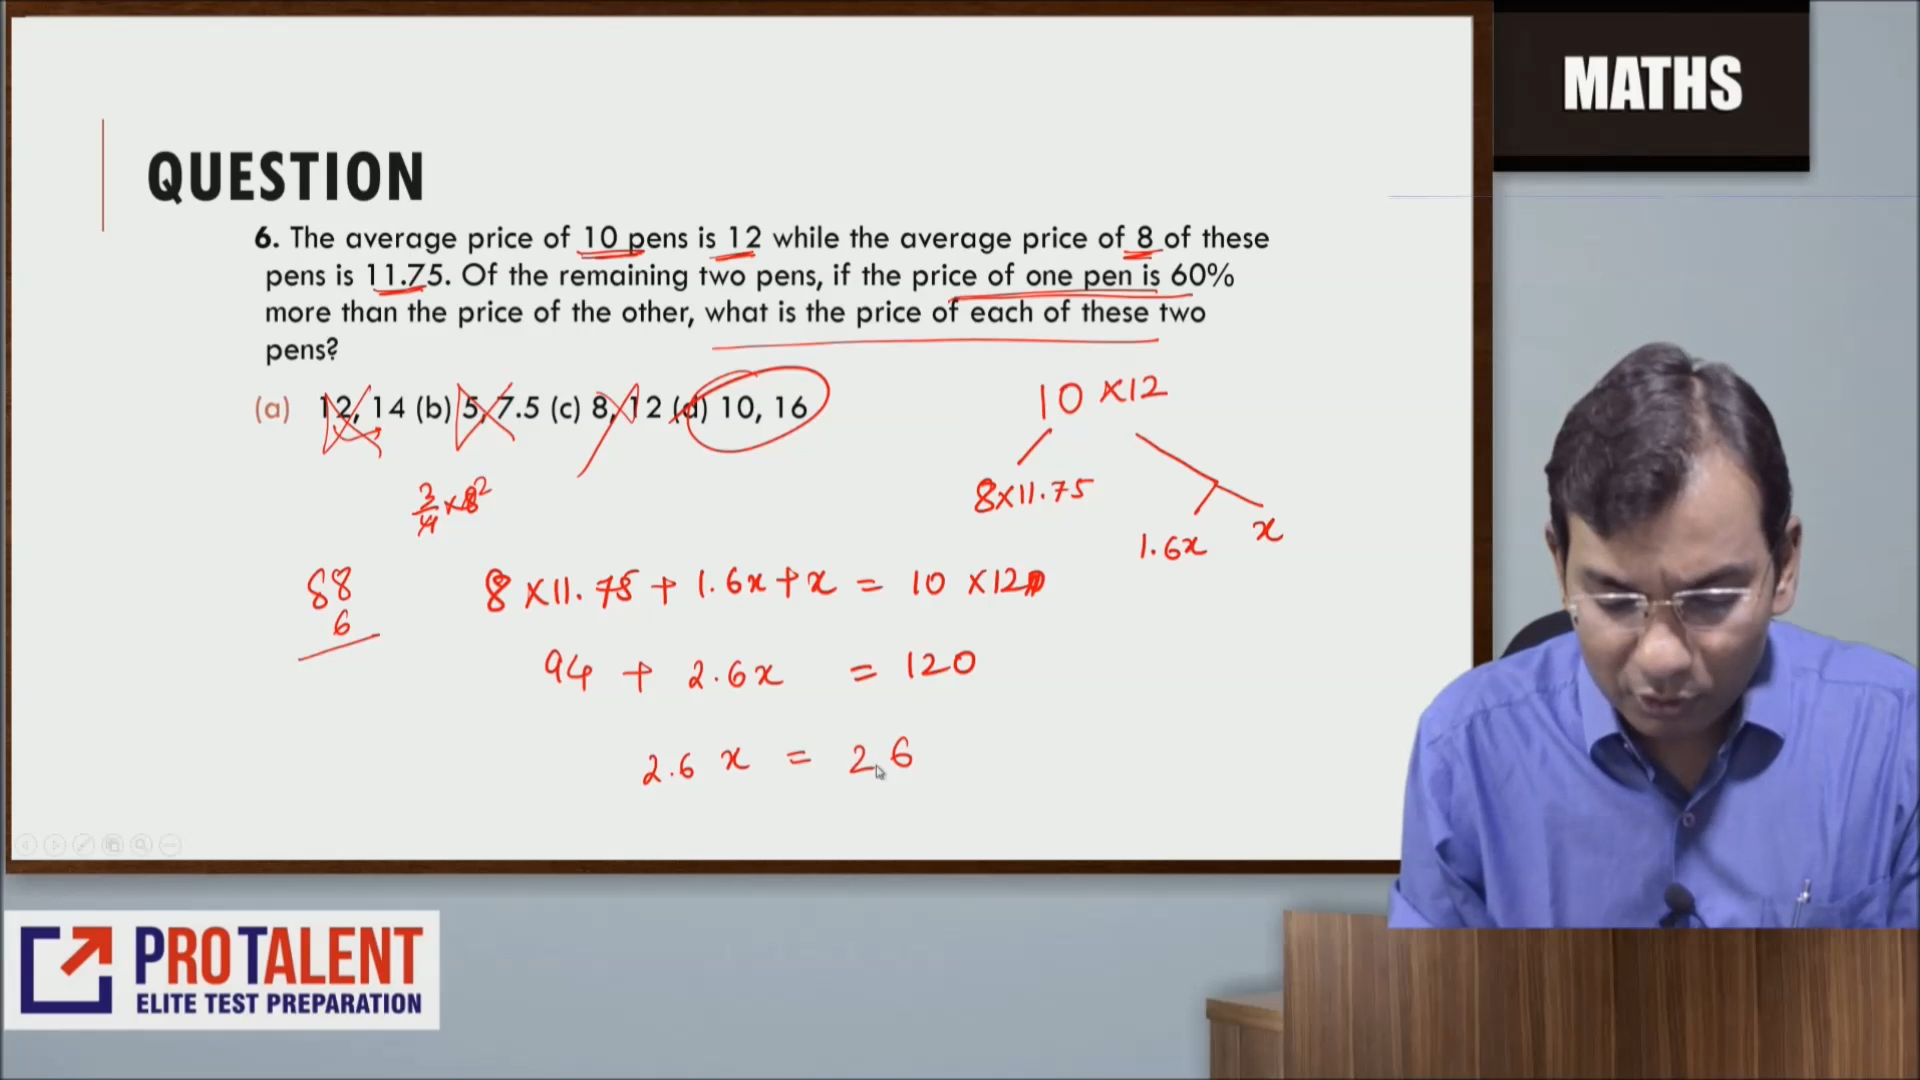 MATHS
QUESTION
6. The average price of 10 pens is 12 while the average price of 8 of these
pens is 11.75. Of the remaining two pens, if the price of one pen is 60%
more than the price of the other, what is the price of each of these two
pens?
(a) 12, 14 (b) 5, 7.5 (c) 8, 12 (d) 10, 16
10 ×12
8×11.75
1.6x x
3/4 ×8 2
88
6
8 ×11.75 + 1.6x + x = 10 ×12
94 + 2.6x = 120
2.6 x = 26
PROTALENT
ELITE TEST PREPARATION